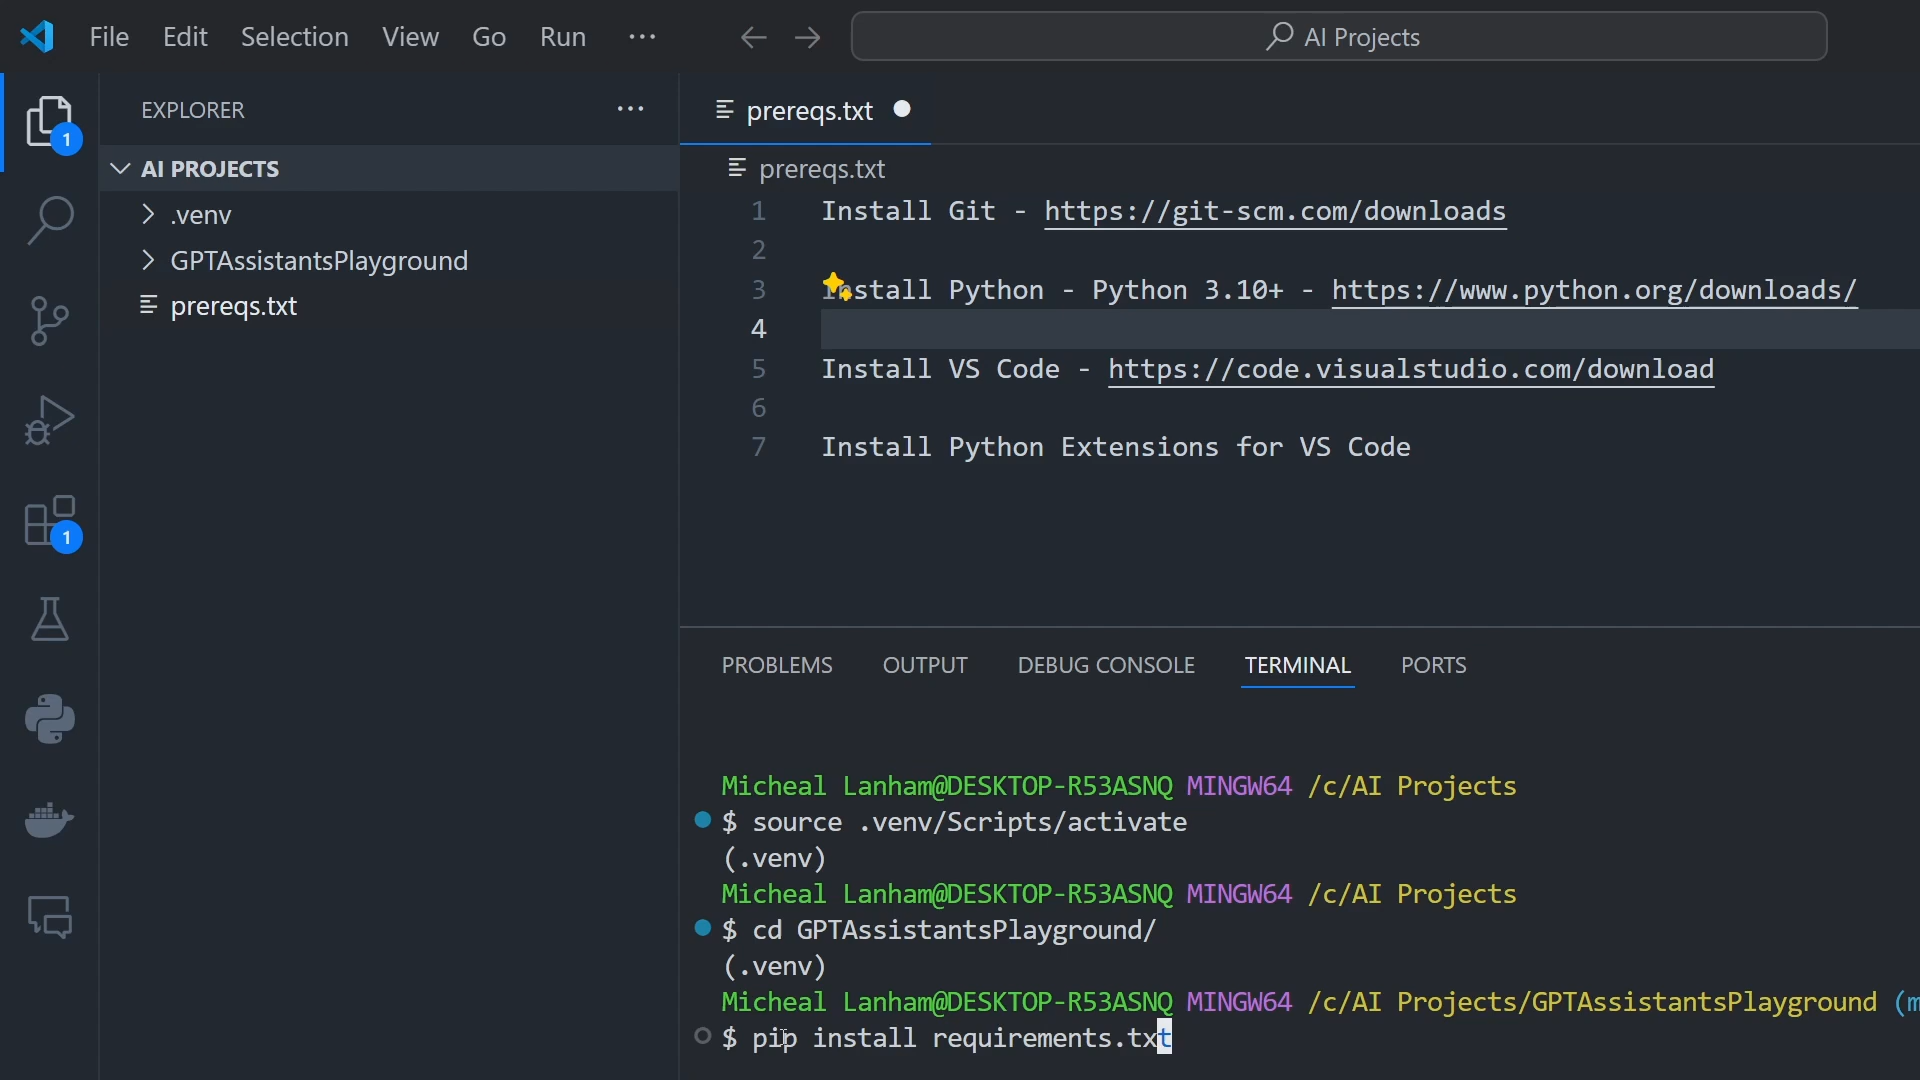 File Edit Selection View Go Run ··· AI Projects
EXPLORER ···
1
AI PROJECTS
.venv
GPTAssistantsPlayground
prereqs.txt
1
prereqs.txt
prereqs.txt
1 Install Git - https://git-scm.com/downloads
2
3 Install Python - Python 3.10+ - https://www.python.org/downloads/
4
5 Install VS Code - https://code.visualstudio.com/download
6
7 Install Python Extensions for VS Code
PROBLEMS OUTPUT DEBUG CONSOLE TERMINAL PORTS
Micheal Lanham@DESKTOP-R53ASNQ MINGW64 /c/AI Projects
$ source .venv/Scripts/activate
(.venv)
Micheal Lanham@DESKTOP-R53ASNQ MINGW64 /c/AI Projects
$ cd GPTAssistantsPlayground/
(.venv)
Micheal Lanham@DESKTOP-R53ASNQ MINGW64 /c/AI Projects/GPTAssistantsPlayground (m
$ pip install requirements.txt